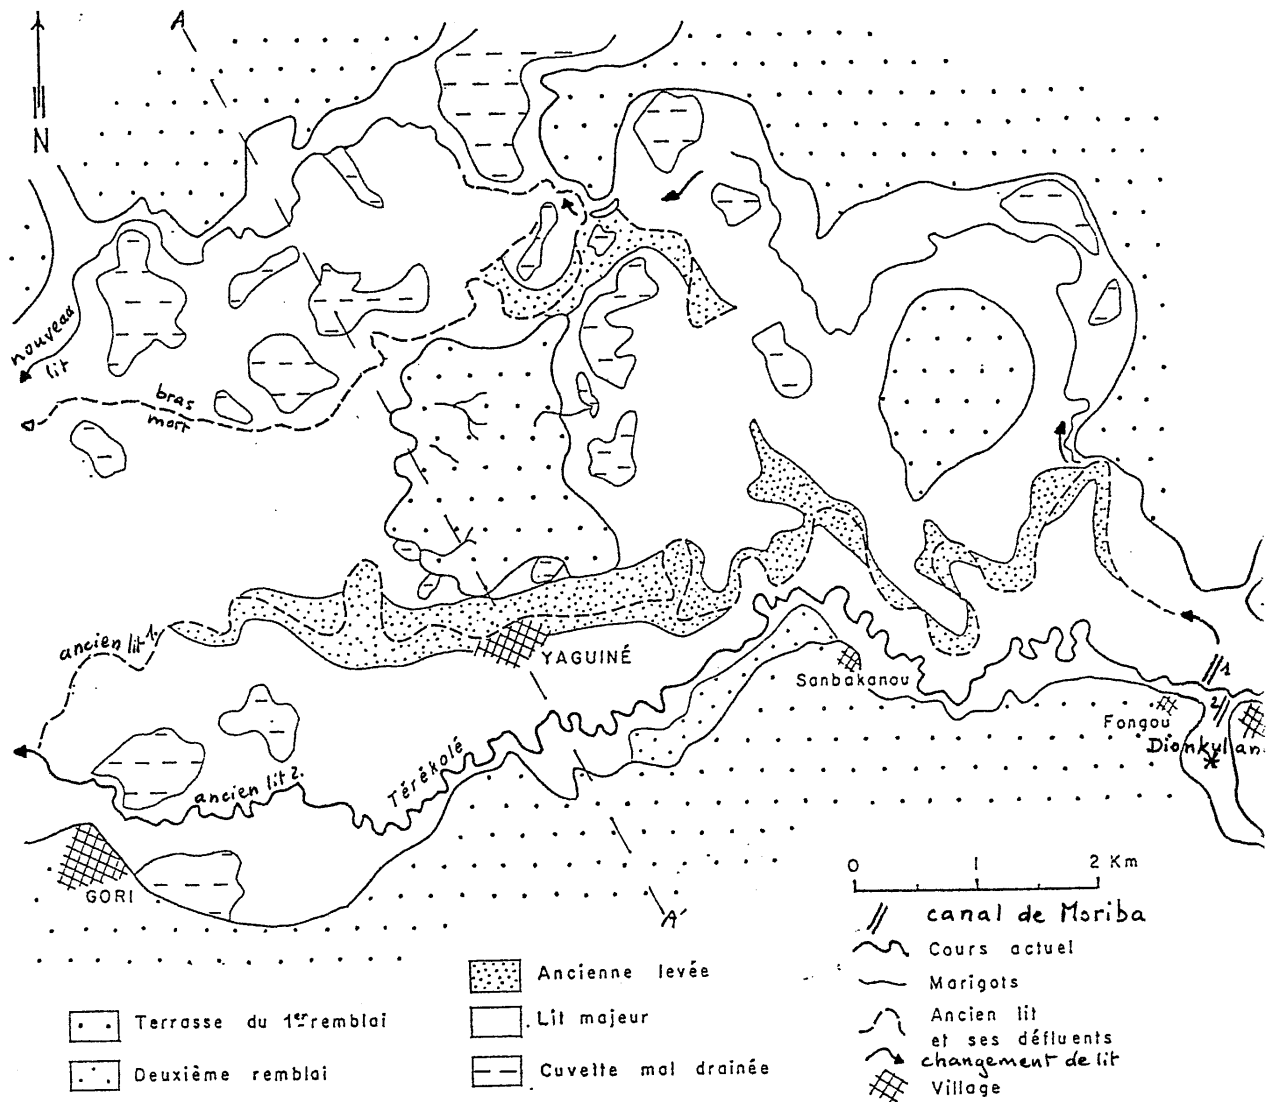 A
N
nouveau
lit
bras
mort
ancien lit 1.
YAGUINÉ
Sanbakanou
1
2
Fongou
Dionkulan
ancien lit 2.
Térékolé
GORI
A'
0 1 2 Km
canal de Moriba
Cours actuel
Marigots
Ancien lit
et ses défluents
changement de lit
Village
Ancienne levée
Lit majeur
Cuvette mal drainée
Terrasse du 1er remblai
Deuxième remblai